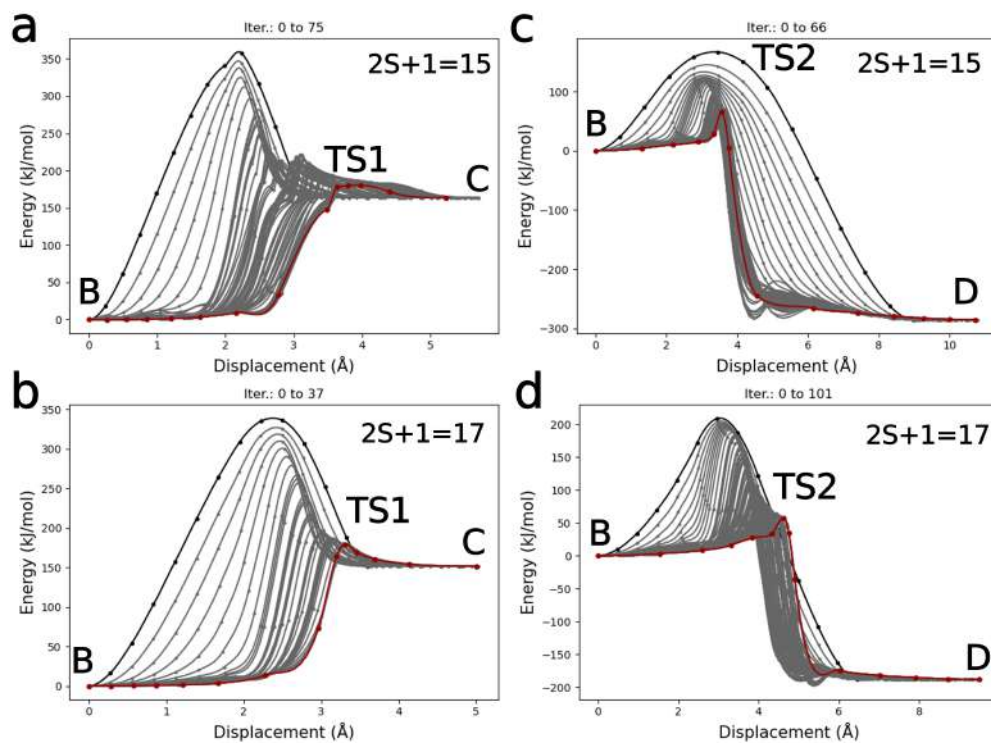 a
Iter.: 0 to 75
2S+1=15
TS1
B
C
Energy (kJ/mol)
350
300
250
200
150
100
50
0
0
1
2
3
4
5
Displacement (Å)
c
Iter.: 0 to 66
2S+1=15
TS2
B
D
Energy (kJ/mol)
100
0
−100
−200
−300
0
2
4
6
8
10
Displacement (Å)
b
Iter.: 0 to 37
2S+1=17
TS1
B
C
Energy (kJ/mol)
350
300
250
200
150
100
50
0
0
1
2
3
4
5
Displacement (Å)
d
Iter.: 0 to 101
2S+1=17
TS2
B
D
Energy (kJ/mol)
200
150
100
50
0
−50
−100
−150
−200
0
2
4
6
8
Displacement (Å)